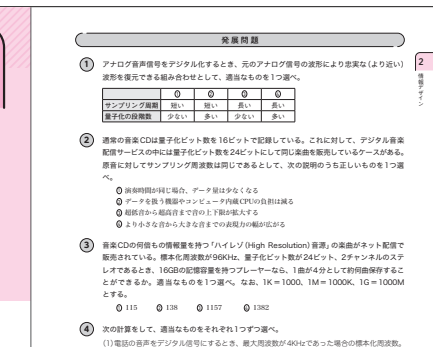 発展問題
1 アナログ音声信号をデジタル化するとき、元のアナログ信号の波形により忠実な（より近い）
波形を復元できる組み合わせとして、適当なものを1つ選べ。
① ② ③ ④
サンプリング周期 短い 短い 長い 長い
量子化の段階数 少ない 多い 少ない 多い
2 通常の音楽CDは量子化ビット数を16ビットで記録している。これに対して、デジタル音楽
配信サービスの中には量子化ビット数を24ビットにして同じ楽曲を販売しているケースがある。
原音に対してサンプリング周波数は同じであるとして、次の説明のうち正しいものを1つ選
べ。
① 演奏時間が同じ場合、データ量は少なくなる
② データを扱う機器やコンピュータ内蔵CPUの負担は減る
③ 超低音から超高音まで音の上下限が拡大する
④ より小さな音から大きな音までの表現力の幅が広がる
3 音楽CDの何倍もの情報量を持つ「ハイレゾ（High Resolution）音源」の楽曲がネット配信で
販売されている。標本化周波数が96KHz、量子化ビット数が24ビット、2チャンネルのステ
レオであるとき、16GBの記憶容量を持つプレーヤーなら、1曲が4分として約何曲保存するこ
とができるか。適当なものを1つ選べ。なお、1K＝1000、1M＝1000K、1G＝1000M
とする。
① 115 ② 138 ③ 1157 ④ 1382
4 次の計算をして、適当なものをそれぞれ1つずつ選べ。
(1)電話の音声をデジタル信号にするとき、最大周波数が4KHzであった場合の標本化周波数。
2
情報デザイン